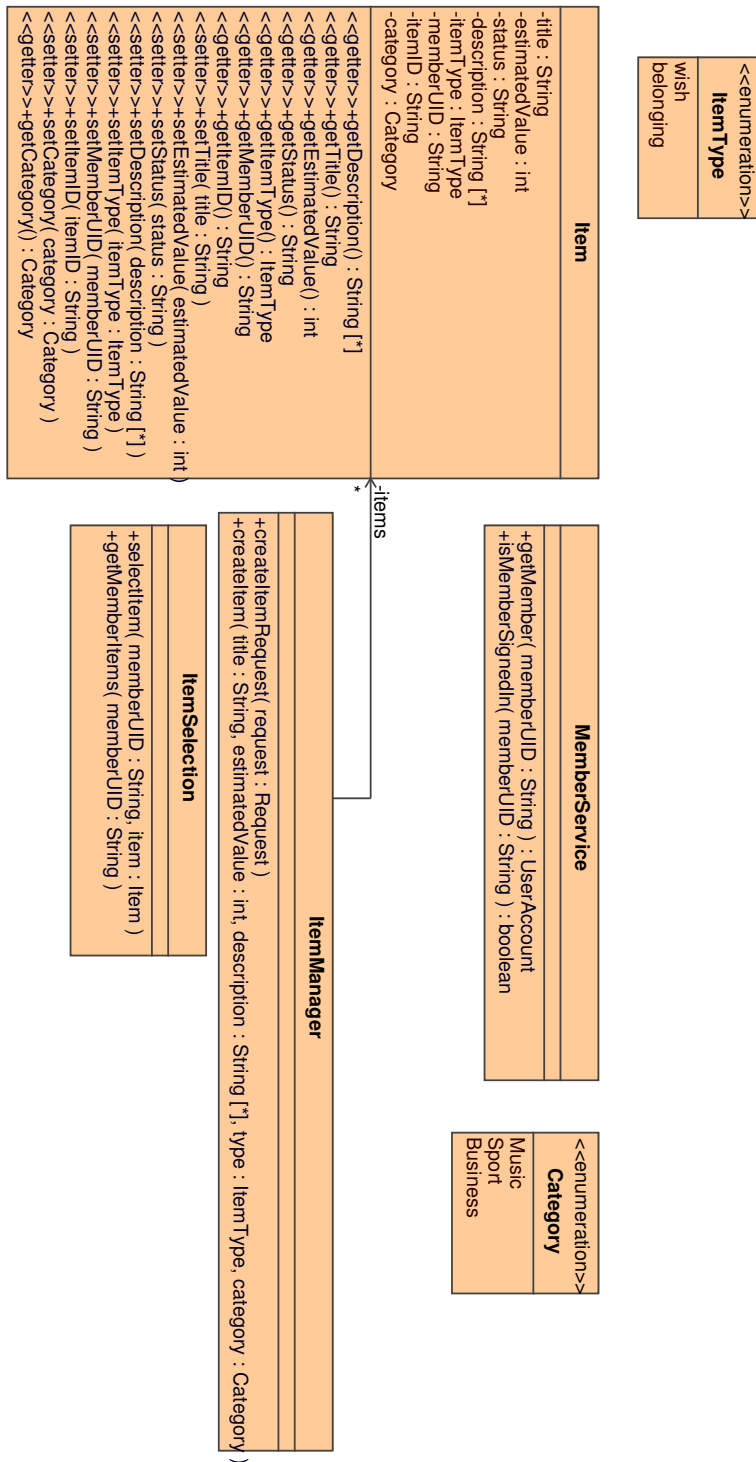 <<enumeration>>
ItemType
wish
belonging
Item
-title : String
-estimatedValue : int
-status : String
-description : String [*]
-itemType : ItemType
-memberUID : String
-itemID : String
-category : Category
<<getter>>+getDescription() : String [*]
<<getter>>+getTitle() : String
<<getter>>+getEstimatedValue() : int
<<getter>>+getStatus() : String
<<getter>>+getItemType() : ItemType
<<getter>>+getMemberUID() : String
<<getter>>+getItemID() : String
<<setter>>+setTitle( title : String )
<<setter>>+setEstimatedValue( estimatedValue : int )
<<setter>>+setStatus( status : String )
<<setter>>+setDescription( description : String [*] )
<<setter>>+setItemType( itemType : ItemType )
<<setter>>+setMemberUID( memberUID : String )
<<setter>>+setItemID( itemID : String )
<<setter>>+setCategory( category : Category )
<<getter>>+getCategory() : Category
-items
*
MemberService
+getMember( memberUID : String ) : UserAccount
+isMemberSignedIn( memberUID : String ) : boolean
<<enumeration>>
Category
Music
Sport
Business
ItemManager
+createItemRequest( request : Request )
+createItem( title : String, estimatedValue : int, description : String [*], type : ItemType, category : Category )
ItemSelection
+selectItem( memberUID : String, item : Item )
+getMemberItems( memberUID : String )